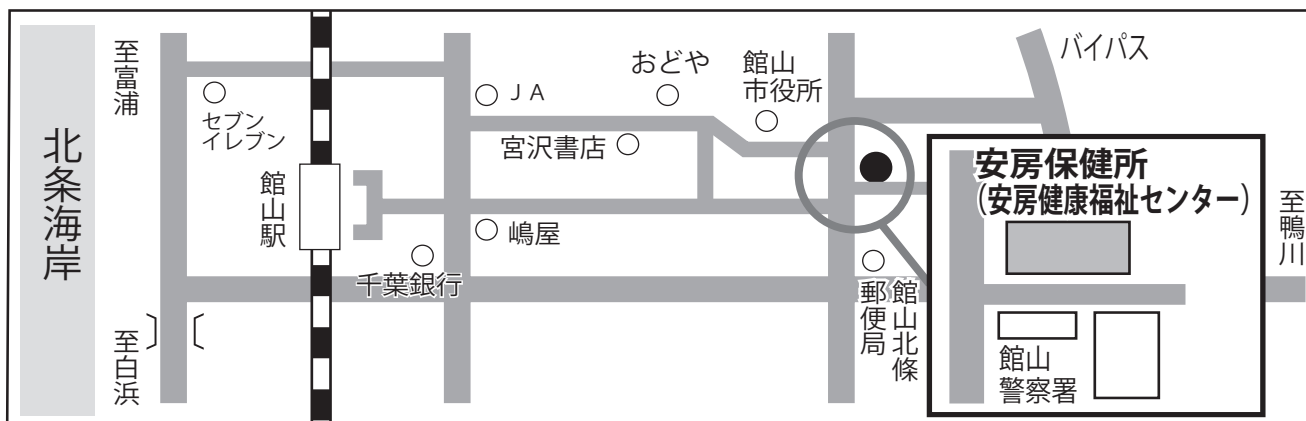 北条海岸
至富浦
セブン
イレブン
館山駅
至白浜
ＪＡ
おどや
館山
市役所
宮沢書店
嶋屋
千葉銀行
館山北條
郵便局
バイパス
安房保健所
(安房健康福祉センター)
館山
警察署
至鴨川